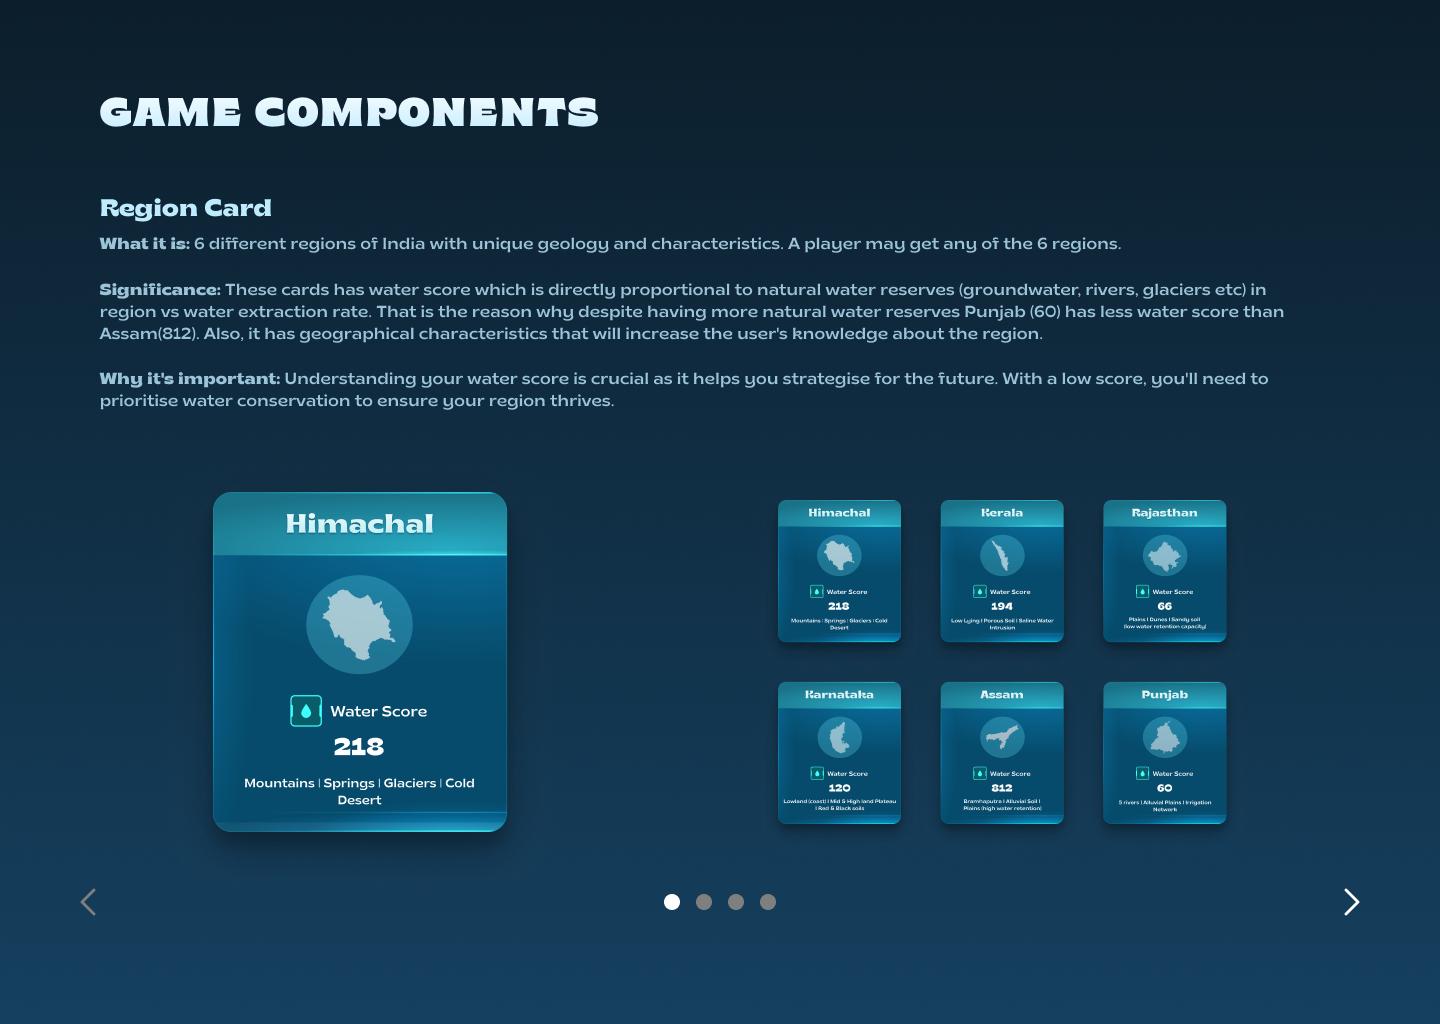 GAME COMPONENTS
Region Card
What it is: 6 different regions of India with unique geology and characteristics. A player may get any of the 6 regions.
Significance: These cards has water score which is directly proportional to natural water reserves (groundwater, rivers, glaciers etc) in
region vs water extraction rate. That is the reason why despite having more natural water reserves Punjab (60) has less water score than
Assam(812). Also, it has geographical characteristics that will increase the user's knowledge about the region.
Why it's important: Understanding your water score is crucial as it helps you strategise for the future. With a low score, you'll need to
prioritise water conservation to ensure your region thrives.
Himachal
Water Score
218
Mountains | Springs | Glaciers | Cold
Desert
Himachal
Water Score
218
Mountains | Springs | Glaciers | Cold
Desert
Kerala
Water Score
194
Low Lying | Porous Soil | Saline Water
Intrusion
Rajasthan
Water Score
66
Plains | Dunes | Sandy soil
(low water retention capacity)
Karnataka
Water Score
120
Lowland (coast) | Mid & High land Plateau
| Red & Black soils
Assam
Water Score
812
Bramhaputra | Alluvial Soil |
Plains (high water retention)
Punjab
Water Score
60
5 rivers | Alluvial Plains | Irrigation
Network